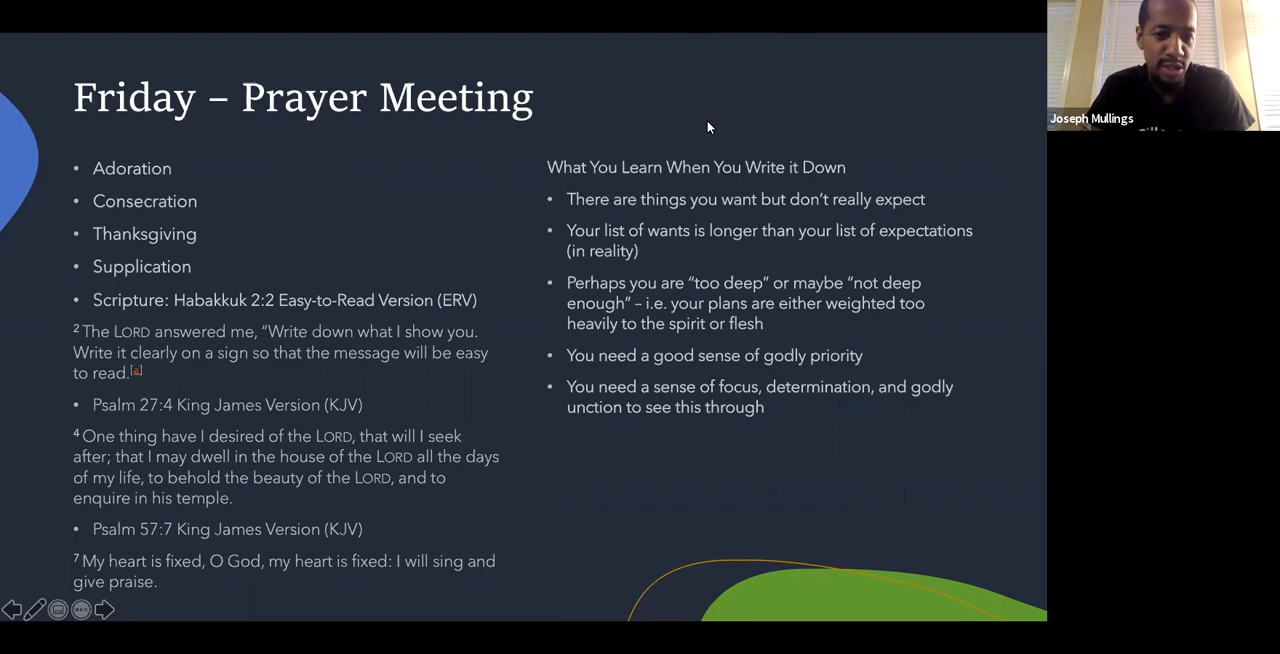 Friday – Prayer Meeting
• Adoration
• Consecration
• Thanksgiving
• Supplication
• Scripture: Habakkuk 2:2 Easy-to-Read Version (ERV)
2 The LORD answered me, “Write down what I show you.
Write it clearly on a sign so that the message will be easy
to read.[a]
• Psalm 27:4 King James Version (KJV)
4 One thing have I desired of the LORD, that will I seek
after; that I may dwell in the house of the LORD all the days
of my life, to behold the beauty of the LORD, and to
enquire in his temple.
• Psalm 57:7 King James Version (KJV)
7 My heart is fixed, O God, my heart is fixed: I will sing and
give praise.
What You Learn When You Write it Down
• There are things you want but don’t really expect
• Your list of wants is longer than your list of expectations
(in reality)
• Perhaps you are “too deep” or maybe “not deep
enough” – i.e. your plans are either weighted too
heavily to the spirit or flesh
• You need a good sense of godly priority
• You need a sense of focus, determination, and godly
unction to see this through
Joseph Mullings